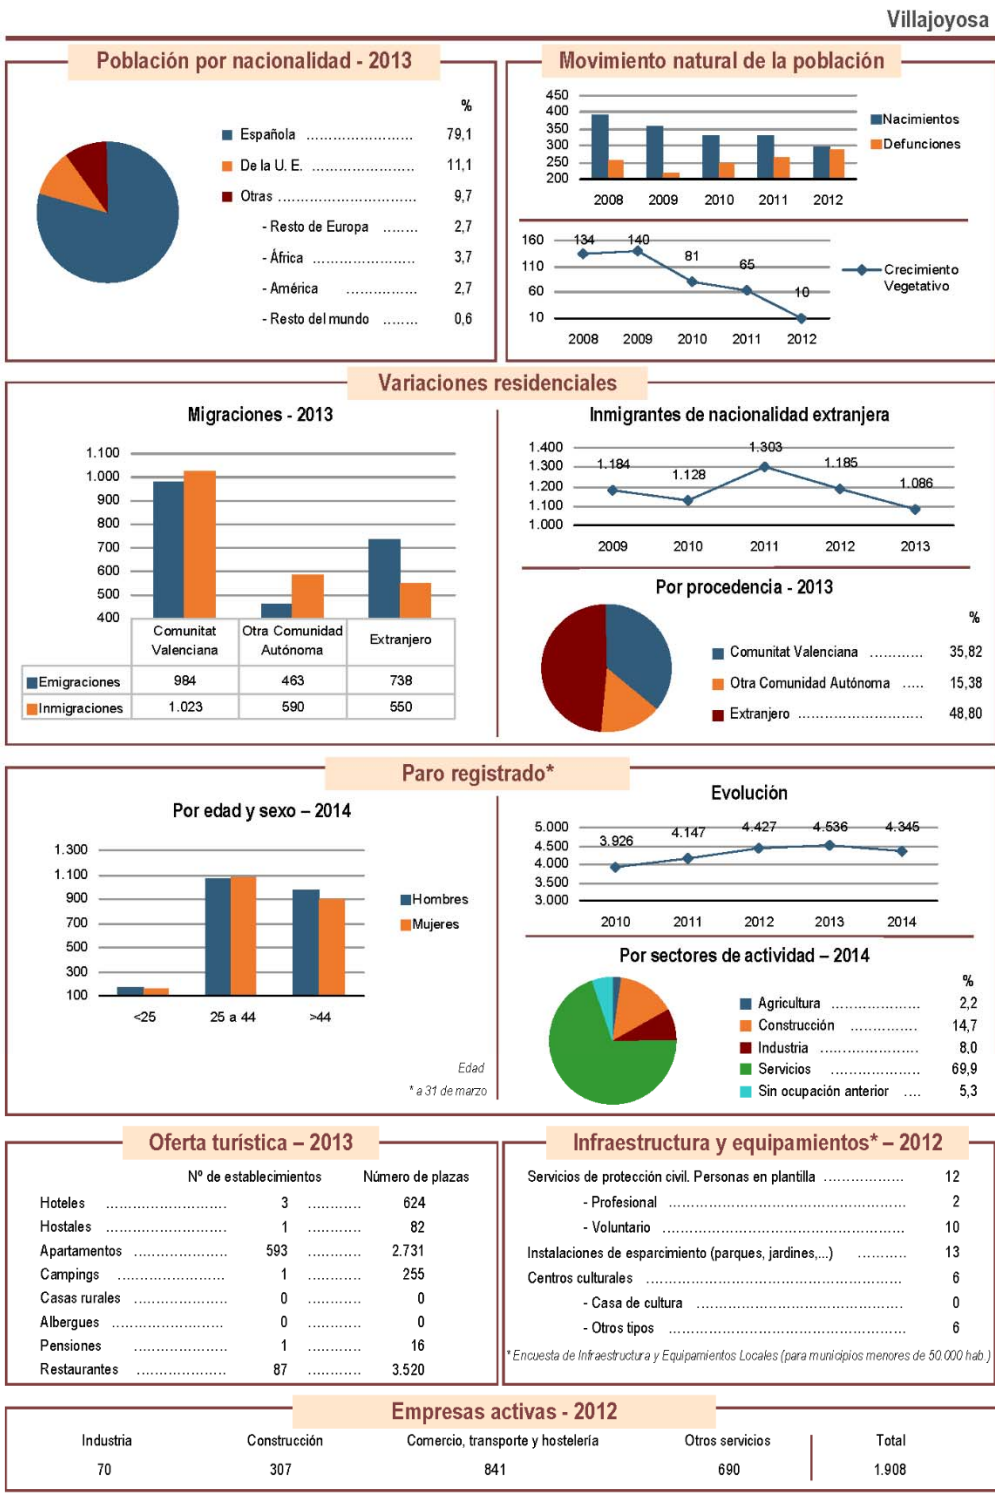 Villajoyosa
Población por nacionalidad - 2013
%
Española ........................ 79,1
De la U. E. ......................... 11,1
Otras ................................ 9,7
- Resto de Europa ........ 2,7
- África ....................... 3,7
- América ................ 2,7
- Resto del mundo ........ 0,6
Movimiento natural de la población
450
400
350
300
250
200
2008 2009 2010 2011 2012
Nacimientos
Defunciones
160
110
60
10
134 140 81 65 10
2008 2009 2010 2011 2012
Crecimiento
Vegetativo
Variaciones residenciales
Migraciones - 2013
1.100
1.000
900
800
700
600
500
400
Comunitat Valenciana Otra Comunidad Autónoma Extranjero
Emigraciones 984 463 738
Inmigraciones 1.023 590 550
Inmigrantes de nacionalidad extranjera
1.400
1.300
1.200
1.100
1.000
1.184 1.128 1.303 1.185 1.086
2009 2010 2011 2012 2013
Por procedencia - 2013
%
Comunitat Valenciana ............ 35,82
Otra Comunidad Autónoma ..... 15,38
Extranjero ............................ 48,80
Paro registrado*
Por edad y sexo – 2014
1.300
1.100
900
700
500
300
100
<25 25 a 44 >44
Hombres
Mujeres
Edad
* a 31 de marzo
Evolución
5.000
4.500
4.000
3.500
3.000
3.926 4.147 4.427 4.536 4.345
2010 2011 2012 2013 2014
Por sectores de actividad – 2014
%
Agricultura .................... 2,2
Construcción ............... 14,7
Industria ...................... 8,0
Servicios .................... 69,9
Sin ocupación anterior .... 5,3
Oferta turística – 2013
Nº de establecimientos Número de plazas
Hoteles ........................... 3 ............ 624
Hostales ........................... 1 ............ 82
Apartamentos ..................... 593 ............ 2.731
Campings ........................ 1 ............ 255
Casas rurales ..................... 0 ............ 0
Albergues ......................... 0 ............ 0
Pensiones ........................ 1 ............ 16
Restaurantes .................... 87 ............ 3.520
Infraestructura y equipamientos* – 2012
Servicios de protección civil. Personas en plantilla .................. 12
- Profesional ..................................................... 2
- Voluntario ....................................................... 10
Instalaciones de esparcimiento (parques, jardines,...) ........... 13
Centros culturales ......................................................... 6
- Casa de cultura .............................................. 0
- Otros tipos ..................................................... 6
* Encuesta de Infraestructura y Equipamientos Locales (para municipios menores de 50.000 hab.)
Empresas activas - 2012
Industria Construcción Comercio, transporte y hostelería Otros servicios Total
70 307 841 690 1.908